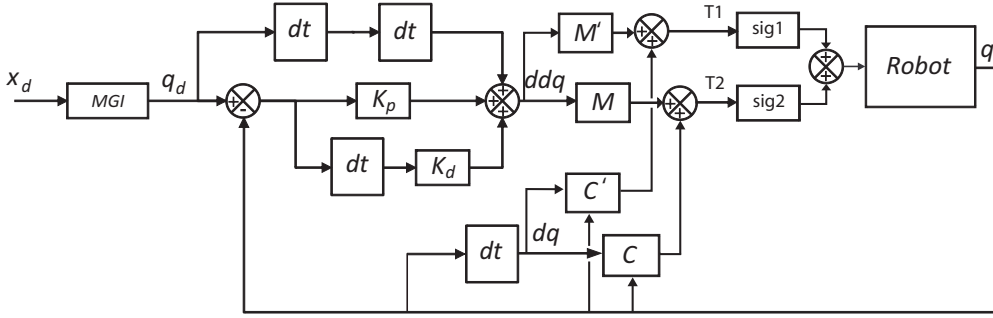 x_d
MGI
q_d
+
-
dt
dt
K_p
dt
K_d
+
+
+
ddq
M'
M
+
+
+
+
T1
T2
sig1
sig2
+
+
Robot
q
dt
dq
C'
C